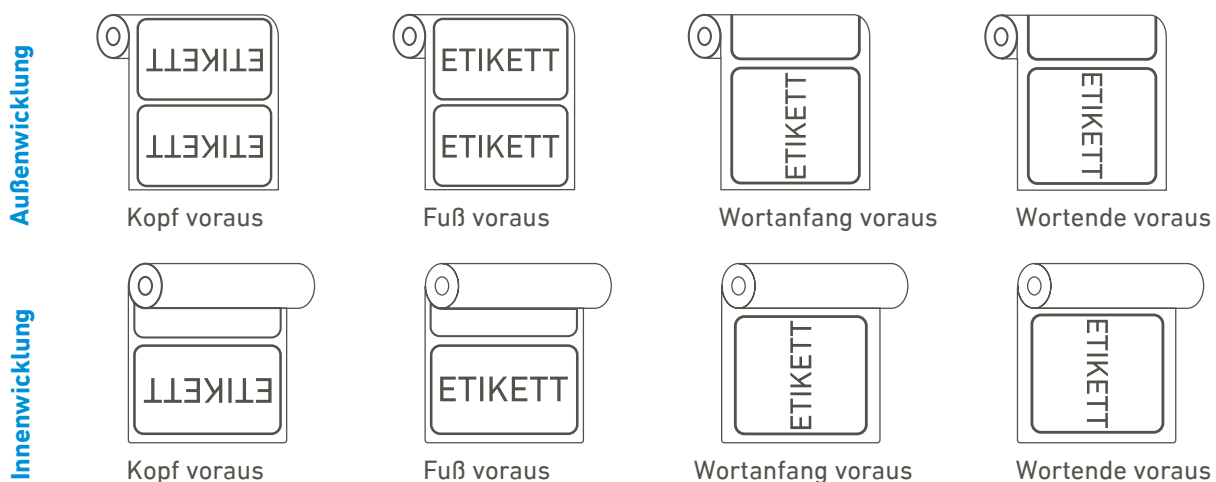 Außenwicklung
ETIKETT
ETIKETT
ETIKETT
ETIKETT
ETIKETT
ETIKETT
Kopf voraus
Fuß voraus
Wortanfang voraus
Wortende voraus
Innenwicklung
ETIKETT
ETIKETT
ETIKETT
ETIKETT
Kopf voraus
Fuß voraus
Wortanfang voraus
Wortende voraus